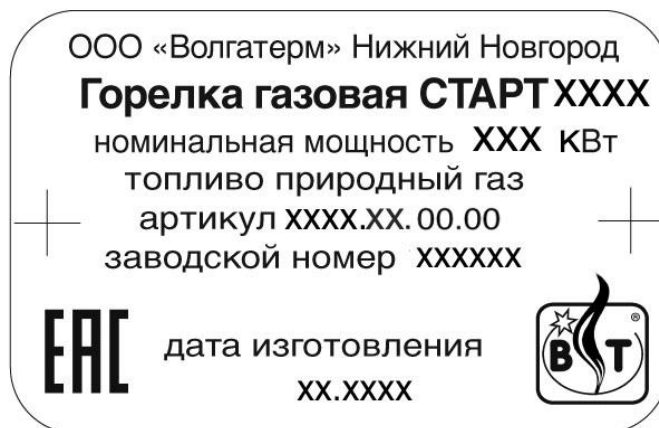 ООО «Волгатерм» Нижний Новгород
Горелка газовая СТАРТ XXXX
номинальная мощность XXX кВт
топливо природный газ
артикул XXXX.XX.00.00
заводской номер XXXXXX
EAC
дата изготовления
XX.XXXX
В Т ®